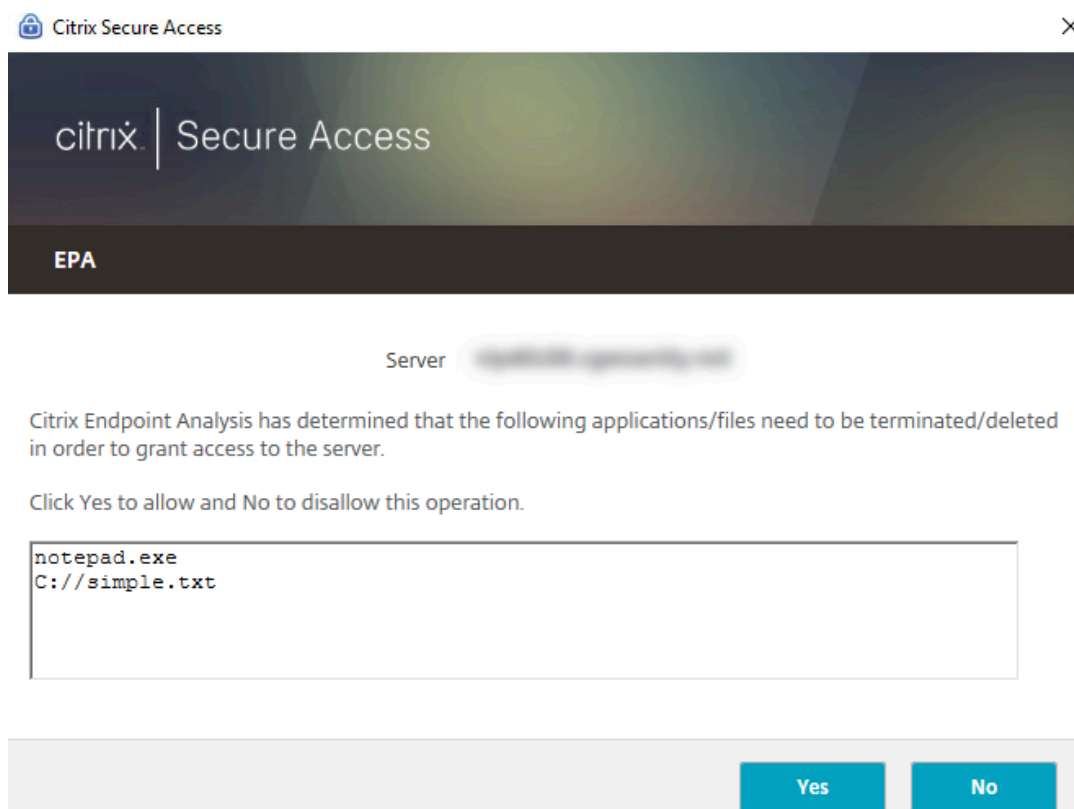 Citrix Secure Access
citrix. | Secure Access
EPA
Server
Citrix Endpoint Analysis has determined that the following applications/files need to be terminated/deleted
in order to grant access to the server.
Click Yes to allow and No to disallow this operation.
notepad.exe
C://simple.txt
Yes No